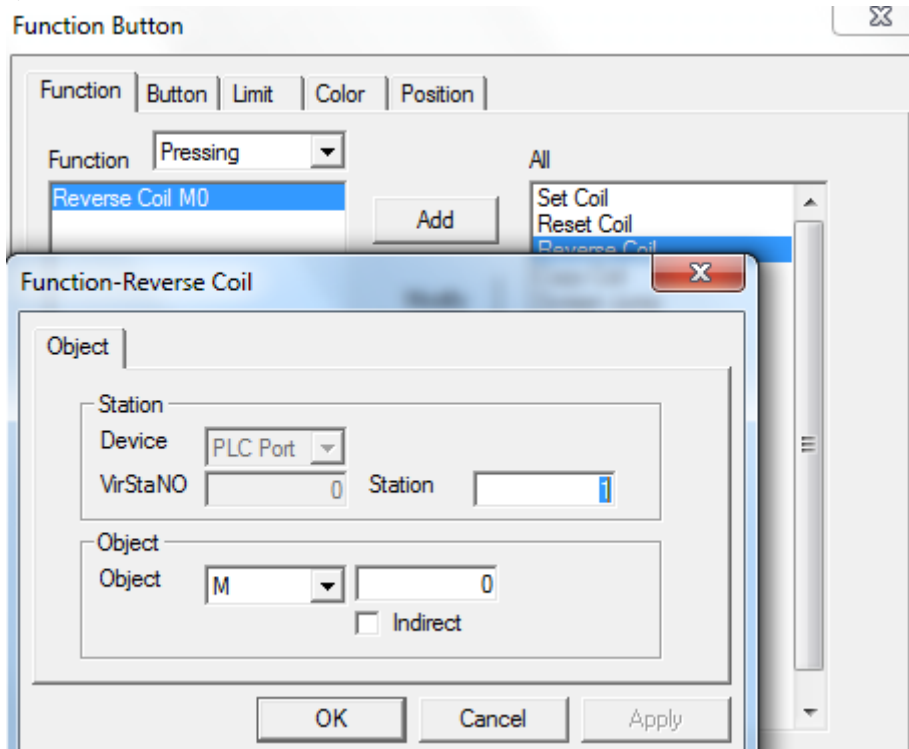 Function Button
Function Button Limit Color Position
Function Pressing All
Reverse Coil M0
Add
Set Coil
Reset Coil
Reverse Coil
Function-Reverse Coil
Object
Station
Device PLC Port
VirStaNO 0 Station 1
Object
Object M 0
Indirect
OK Cancel Apply